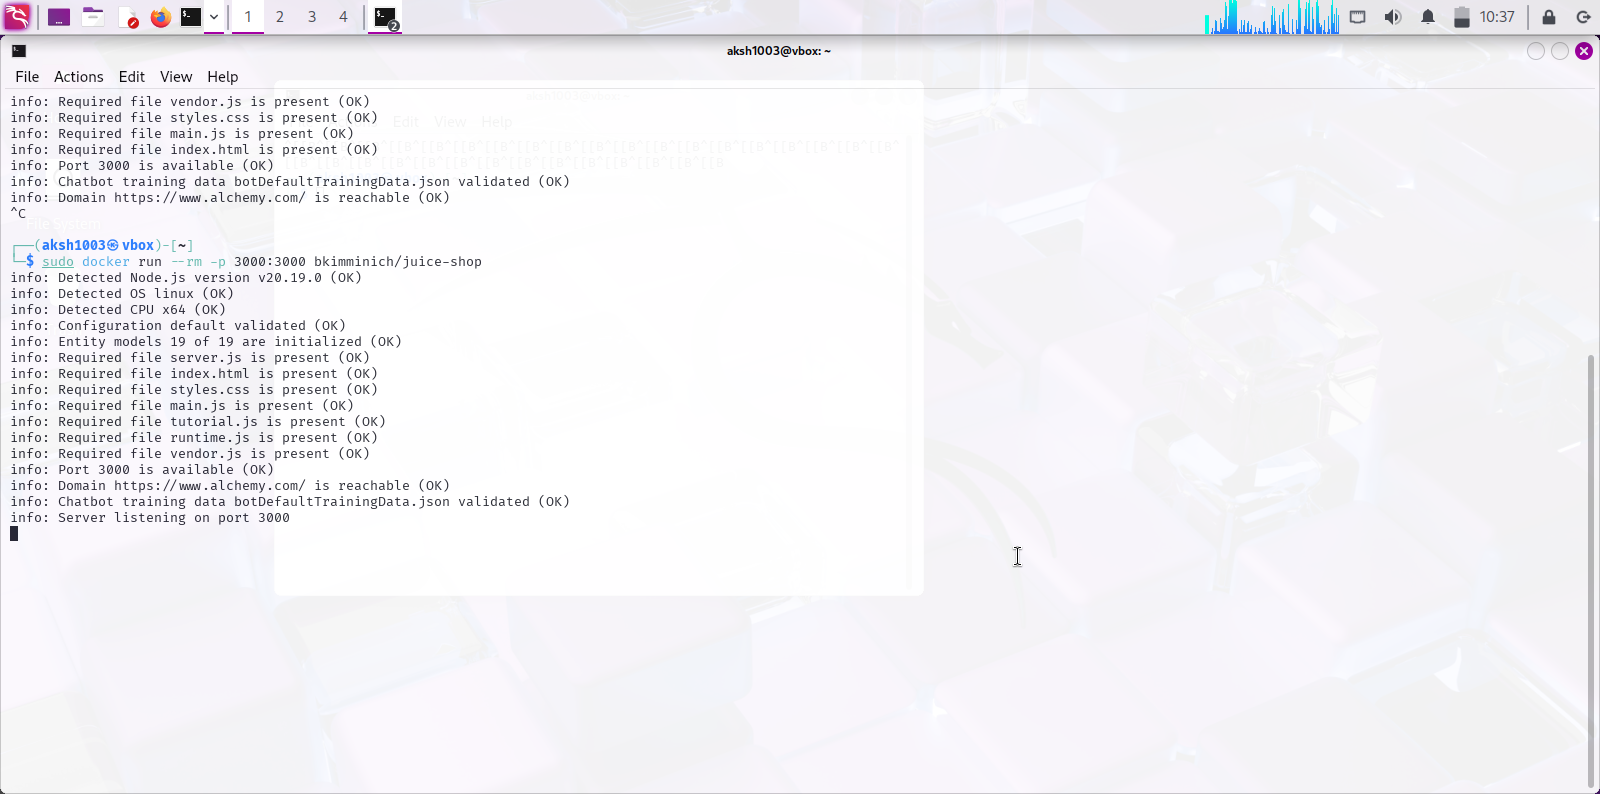 1 2 3 4 2 10:37
aksh1003@vbox: ~
File Actions Edit View Help
info: Required file vendor.js is present (OK)
info: Required file styles.css is present (OK)
info: Required file main.js is present (OK)
info: Required file index.html is present (OK)
info: Port 3000 is available (OK)
info: Chatbot training data botDefaultTrainingData.json validated (OK)
info: Domain https://www.alchemy.com/ is reachable (OK)
^C
File System
Edit View Help
┌──(aksh1003㉿vbox)-[~]
└─$ sudo docker run --rm -p 3000:3000 bkimminich/juice-shop
info: Detected Node.js version v20.19.0 (OK)
info: Detected OS linux (OK)
info: Detected CPU x64 (OK)
info: Configuration default validated (OK)
info: Entity models 19 of 19 are initialized (OK)
info: Required file server.js is present (OK)
info: Required file index.html is present (OK)
info: Required file styles.css is present (OK)
info: Required file main.js is present (OK)
info: Required file tutorial.js is present (OK)
info: Required file runtime.js is present (OK)
info: Required file vendor.js is present (OK)
info: Port 3000 is available (OK)
info: Domain https://www.alchemy.com/ is reachable (OK)
info: Chatbot training data botDefaultTrainingData.json validated (OK)
info: Server listening on port 3000